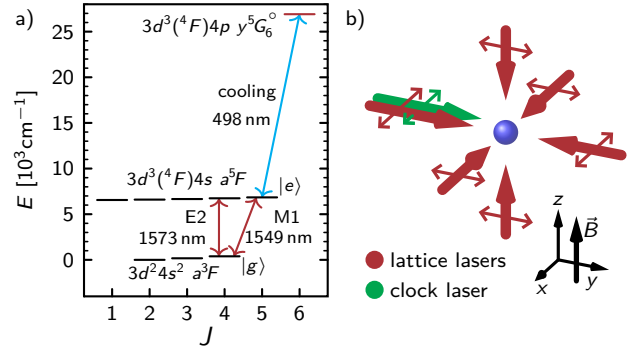 a)
3d³(⁴F)4p y⁵G₆°
25
cooling
498 nm
20
15
E [10³cm⁻¹]
10
3d³(⁴F)4s a⁵F
|e⟩
5
E2
M1
1573 nm
1549 nm
0
3d²4s² a³F
|g⟩
1 2 3 4 5 6
J
b)
lattice lasers
clock laser
z
B⃗
x
y